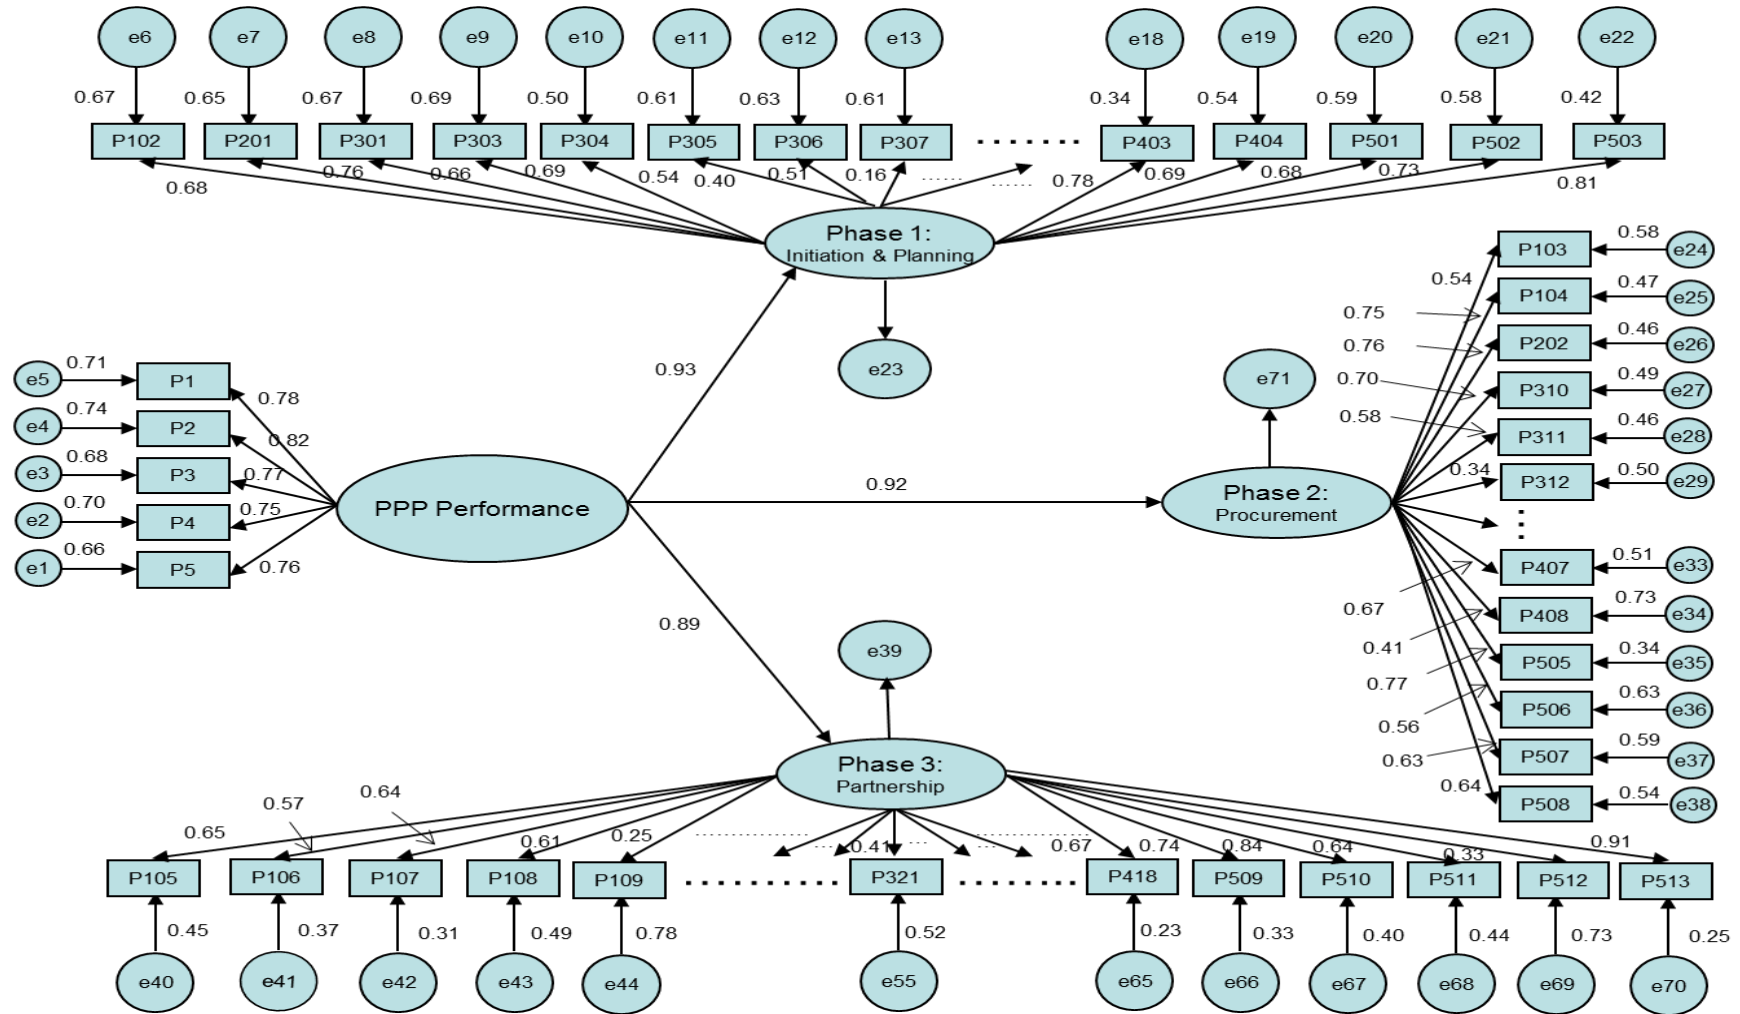 e6 e7 e8 e9 e10 e11 e12 e13 e18 e19 e20 e21 e22
0.67 0.65 0.67 0.69 0.50 0.61 0.63 0.61 0.34 0.54 0.59 0.58 0.42
P102 P201 P301 P303 P304 P305 P306 P307 ........ P403 P404 P501 P502 P503
0.68 0.76 0.66 0.69 0.54 0.40 0.51 0.16 ...... ...... 0.78 0.69 0.68 0.73 0.81
Phase 1:
Initiation & Planning
e23
0.93
e5 0.71 P1 0.78
e4 0.74 P2 0.82
e3 0.68 P3 0.77
e2 0.70 P4 0.75
e1 0.66 P5 0.76
PPP Performance
0.92
e71
Phase 2:
Procurement
0.54 P103 0.58 e24
0.75 P104 0.47 e25
0.76 P202 0.46 e26
0.70 P310 0.49 e27
0.58 P311 0.46 e28
0.34 P312 0.50 e29
0.67 P407 0.51 e33
0.41 P408 0.73 e34
0.77 P505 0.34 e35
0.56 P506 0.63 e36
0.63 P507 0.59 e37
0.64 P508 0.54 e38
0.89
e39
Phase 3:
Partnership
0.65 0.57 0.64 0.61 0.25 0.41 0.67 0.74 0.84 0.64 0.33 0.91
P105 P106 P107 P108 P109 ........ P321 ........ P418 P509 P510 P511 P512 P513
0.45 0.37 0.31 0.49 0.78 0.52 0.23 0.33 0.40 0.44 0.73 0.25
e40 e41 e42 e43 e44 e55 e65 e66 e67 e68 e69 e70